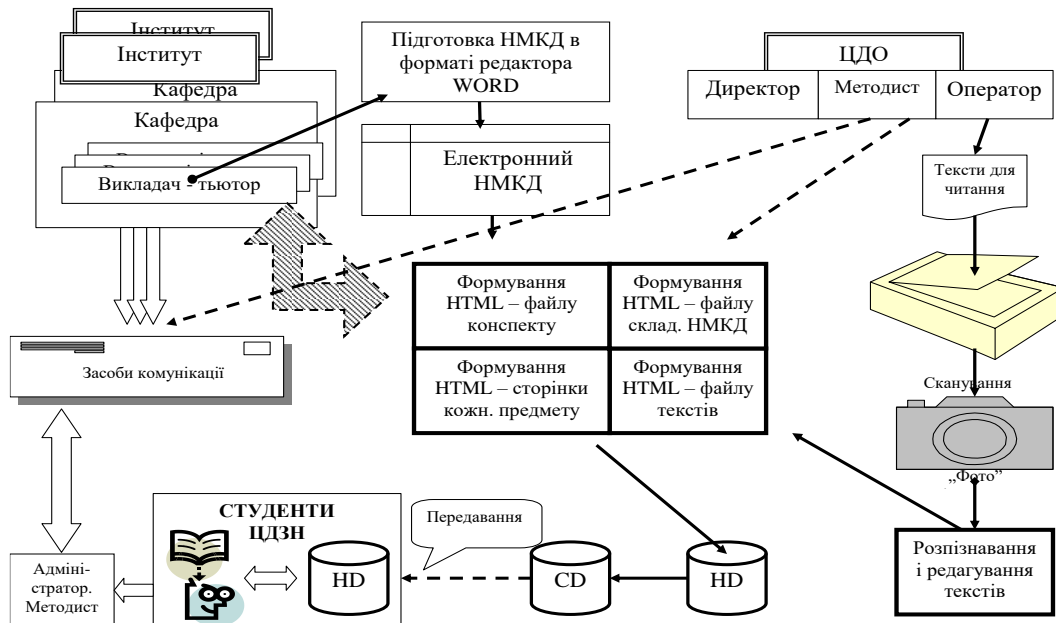 Інститут
Інститут
Кафедра
Кафедра
Викладач - тьютор
Підготовка НМКД в
форматі редактора
WORD
Електронний
НМКД
ЦДО
Директор
Методист
Оператор
Тексти для
читання
Формування
HTML – файлу
конспекту
Формування
HTML – файлу
склад. НМКД
Формування
HTML – сторінки
кожн. предмету
Формування
HTML – файлу
текстів
Засоби комунікації
Сканування
„Фото”
Розпізнавання
і редагування
текстів
СТУДЕНТИ
ЦДЗН
Передавання
HD
CD
HD
Адміні-
стратор.
Методист